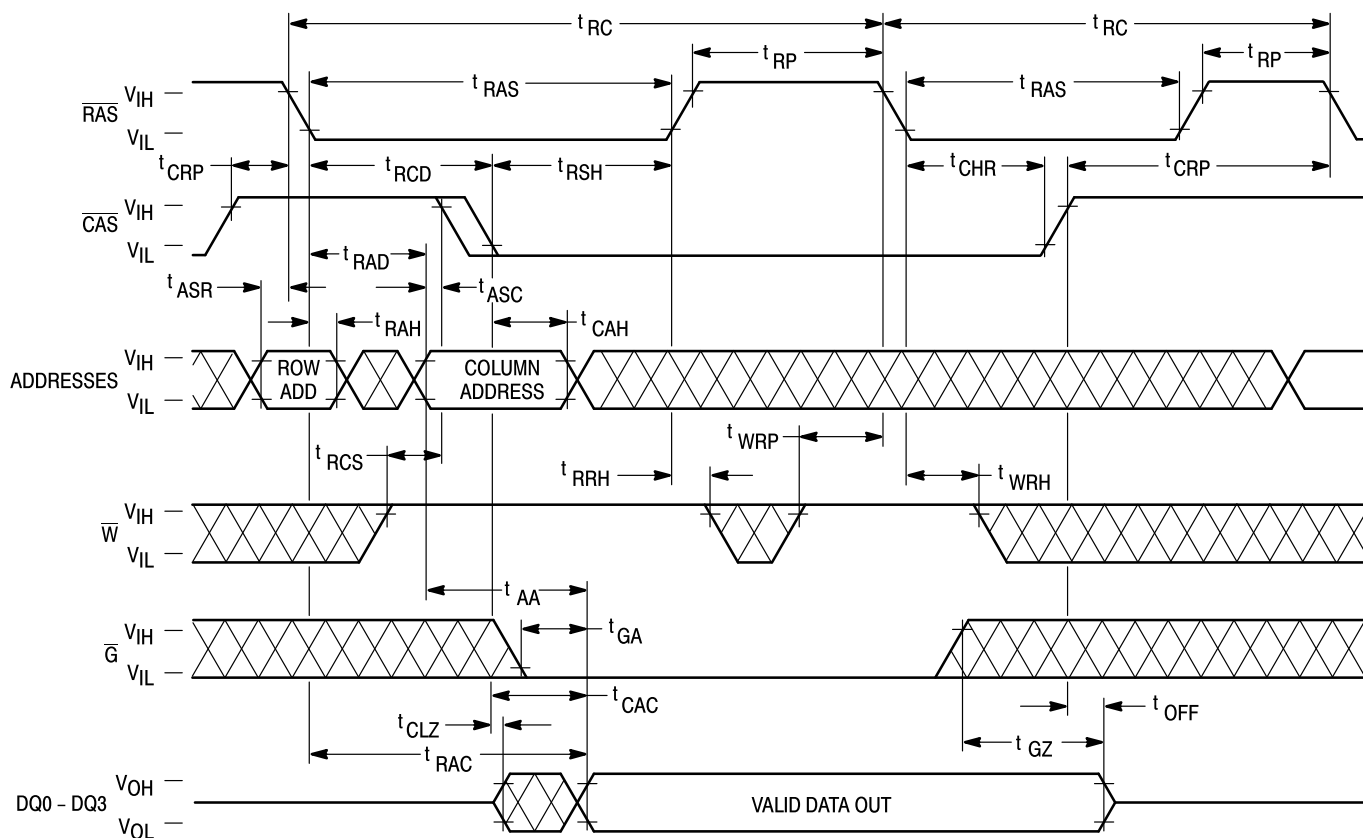 tRC tRC
tRP tRP
tRAS tRAS
RAS VIH
VIL
tCRP tRCD tRSH tCHR tCRP
CAS VIH
VIL
tRAD
tASR tASC
tRAH tCAH
ADDRESSES VIH
VIL
ROW ADD
COLUMN ADDRESS
tWRP
tRCS tRRH tWRH
W VIH
VIL
tAA
tGA
G VIH
VIL
tCAC
tCLZ tOFF
tRAC tGZ
DQ0 – DQ3 VOH
VOL
VALID DATA OUT